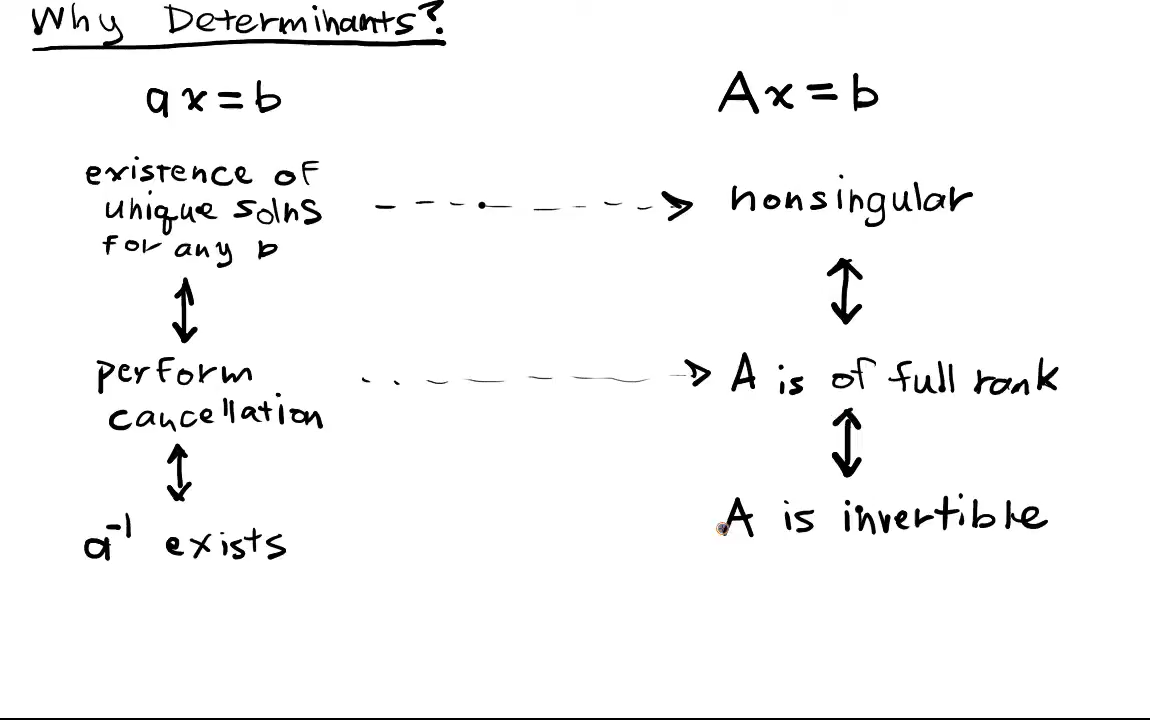 Why Determinants?
ax=b
Ax=b
existence of
unique solns
for any b
nonsingular
perform
cancellation
A is of full rank
a⁻¹ exists
A is invertible